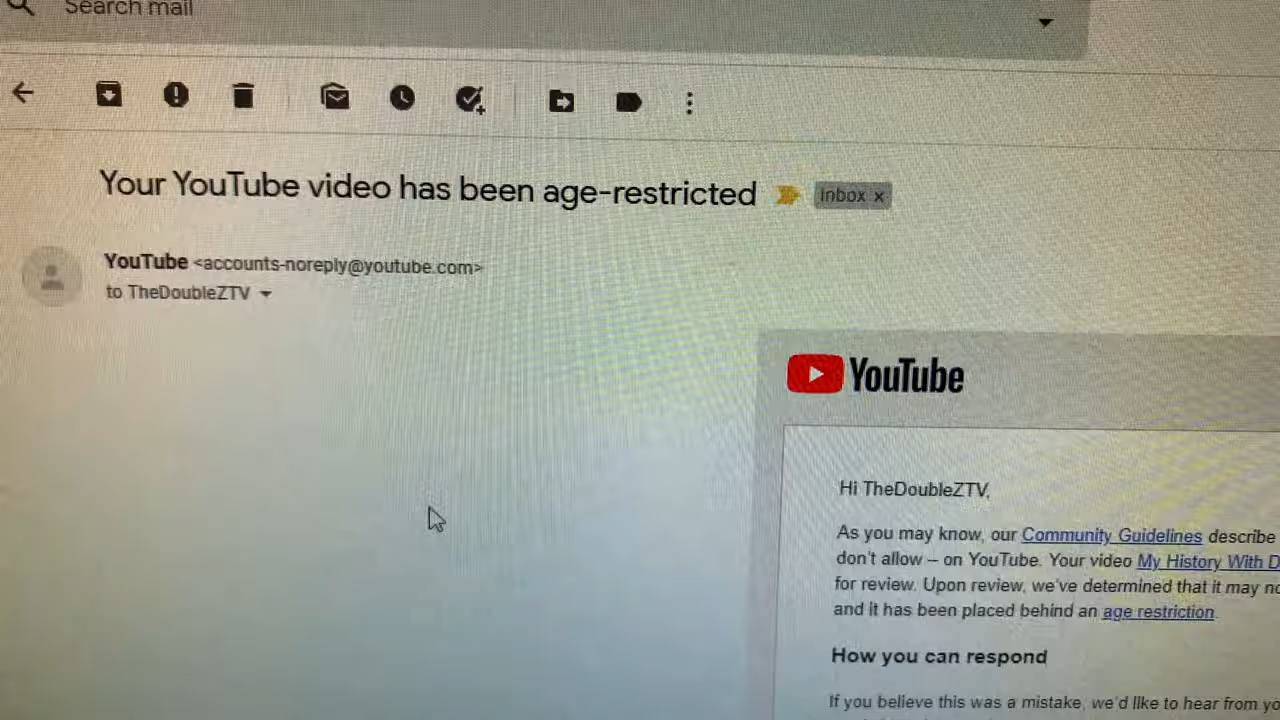 Search mail
Your YouTube video has been age-restricted
Inbox x
YouTube <accounts-noreply@youtube.com>
to TheDoubleZTV
YouTube
Hi TheDoubleZTV,
As you may know, our Community Guidelines describe
don't allow – on YouTube. Your video My History With D
for review. Upon review, we've determined that it may no
and it has been placed behind an age restriction.
How you can respond
If you believe this was a mistake, we'd like to hear from yo